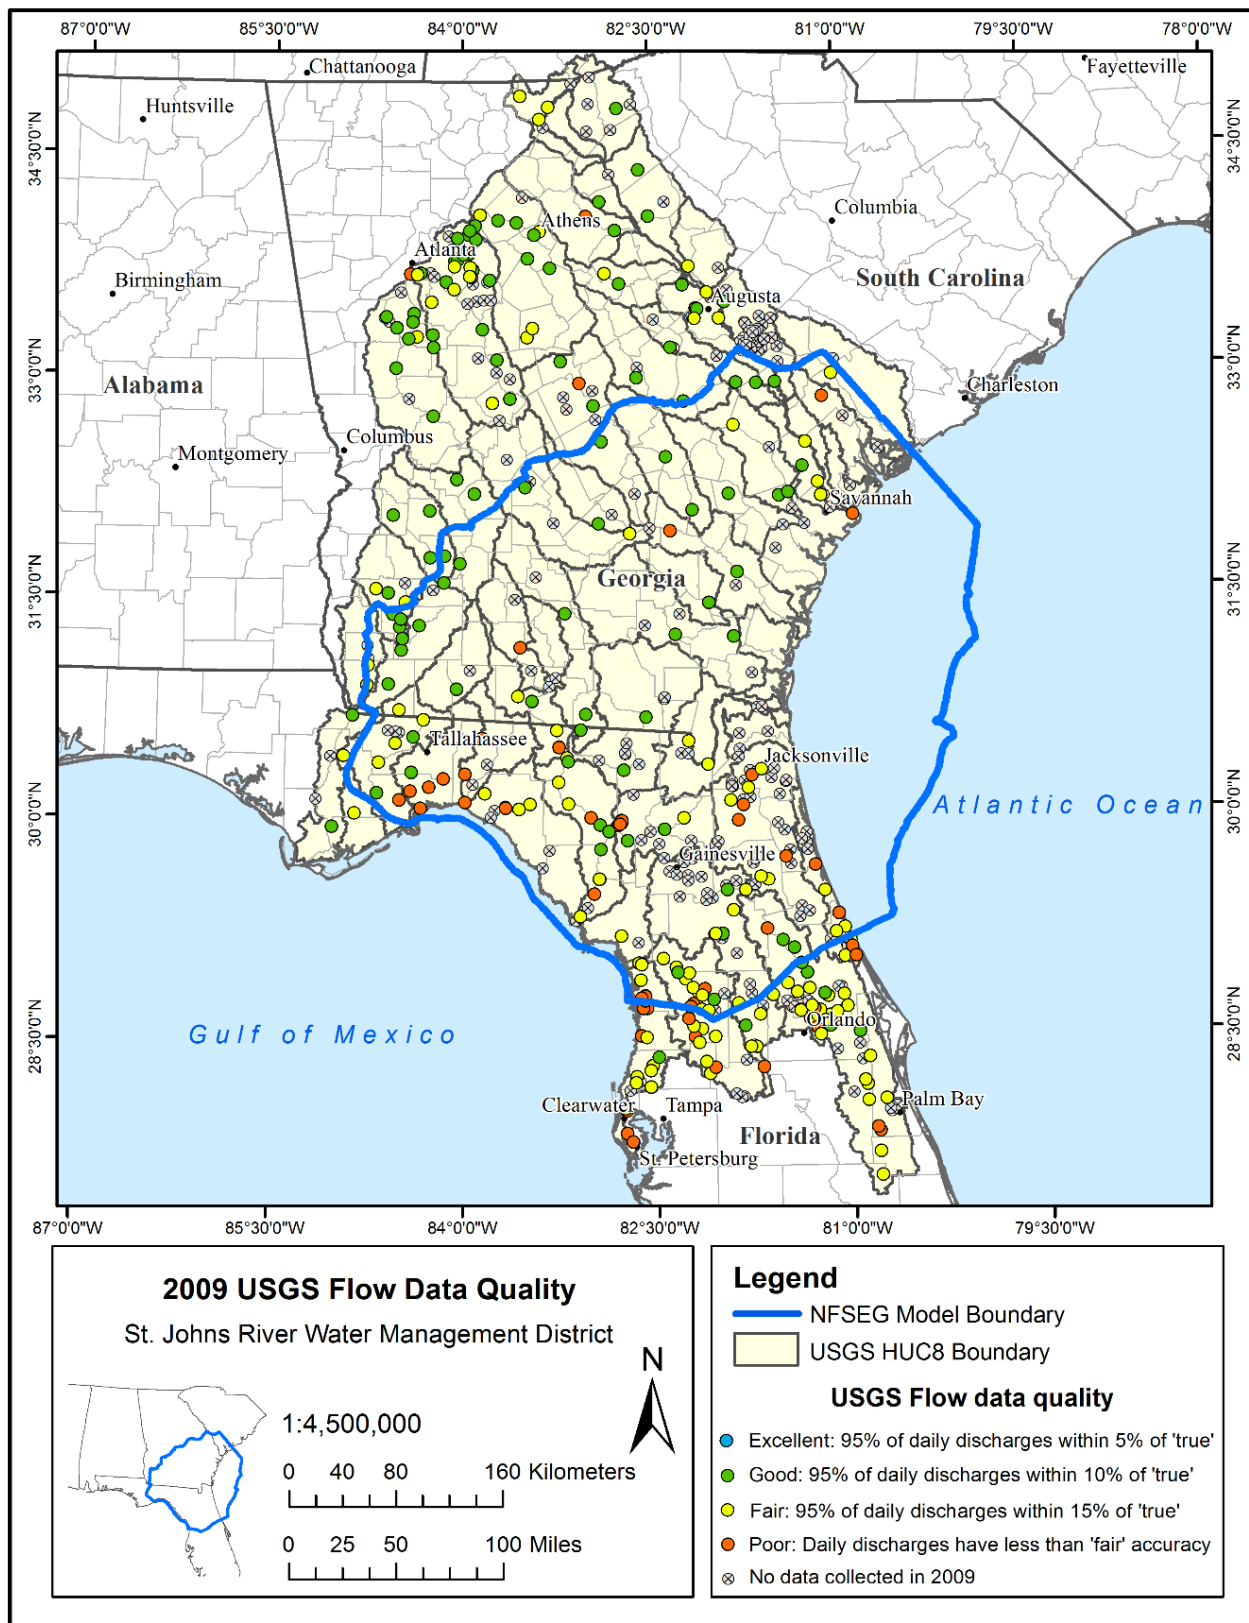 87°0'0"W 85°30'0"W 84°0'0"W 82°30'0"W 81°0'0"W 79°30'0"W 78°0'0"W
Chattanooga
Fayetteville
Huntsville
34°30'0"N
34°30'0"N
Columbia
Athens
Atlanta
South Carolina
Birmingham
Augusta
33°0'0"N
33°0'0"N
Alabama
Charleston
Columbus
Montgomery
Savannah
Georgia
31°30'0"N
31°30'0"N
Tallahassee
Jacksonville
30°0'0"N
30°0'0"N
Atlantic Ocean
Gainesville
Orlando
Gulf of Mexico
28°30'0"N
28°30'0"N
Palm Bay
Clearwater
Tampa
Florida
St. Petersburg
87°0'0"W 85°30'0"W 84°0'0"W 82°30'0"W 81°0'0"W 79°30'0"W
2009 USGS Flow Data Quality
St. Johns River Water Management District
N
1:4,500,000
0 40 80 160 Kilometers
0 25 50 100 Miles
Legend
NFSEG Model Boundary
USGS HUC8 Boundary
USGS Flow data quality
Excellent: 95% of daily discharges within 5% of 'true'
Good: 95% of daily discharges within 10% of 'true'
Fair: 95% of daily discharges within 15% of 'true'
Poor: Daily discharges have less than 'fair' accuracy
No data collected in 2009